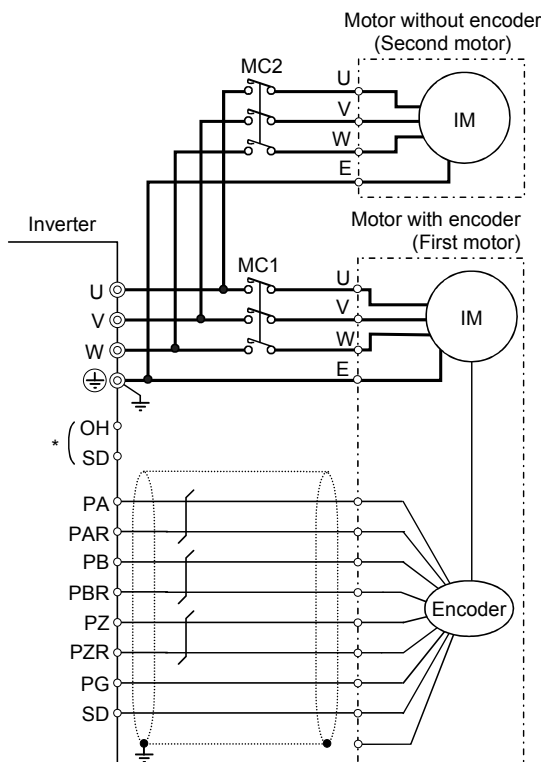 Motor without encoder
(Second motor)
MC2
U
V
W
E
IM
Inverter
Motor with encoder
(First motor)
MC1
U
U
V
V
W
W
E
IM
*
OH
SD
PA
PAR
PB
PBR
PZ
PZR
PG
SD
Encoder